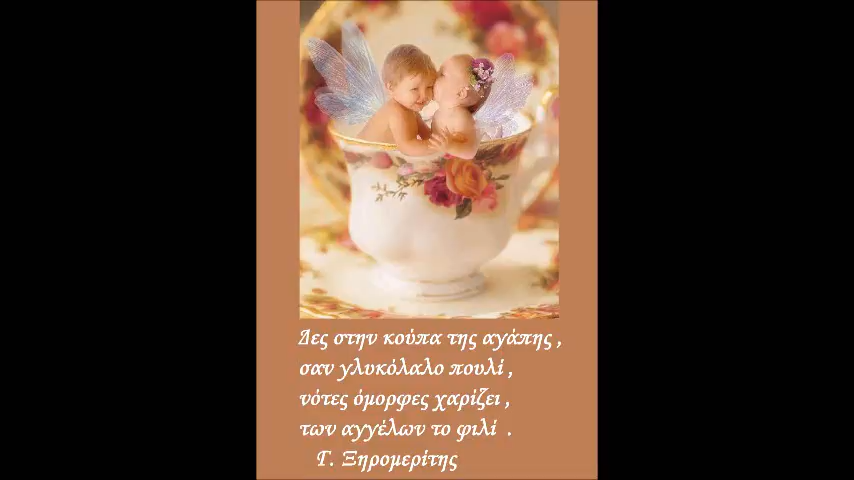 Δες στην κούπα της αγάπης ,
σαν γλυκόλαλο πουλί ,
νότες όμορφες χαρίζει ,
των αγγέλων το φιλί .
Γ. Ξηρομερίτης